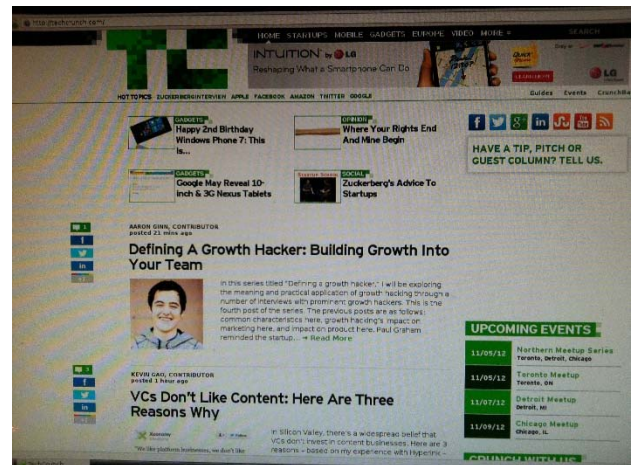 http://techcrunch.com/
HOME STARTUPS MOBILE GADGETS EUROPE VIDEO MORE
SEARCH
TC
INTUITION by LG
Reshaping What a Smartphone Can Do
LG
HOT TOPICS ZUCKERBERG INTERVIEW APPLE FACEBOOK AMAZON TWITTER GOOGLE
Guides Events CrunchBa
GADGETS
Happy 2nd Birthday
Windows Phone 7: This
Is...
OPINION
Where Your Rights End
And Mine Begin
HAVE A TIP, PITCH OR
GUEST COLUMN? TELL US.
GADGETS
Google May Reveal 10-
inch & 3G Nexus Tablets
SOCIAL
Zuckerberg's Advice To
Startups
AARON GINN, CONTRIBUTOR
posted 21 mins ago
Defining A Growth Hacker: Building Growth Into
Your Team
In this series titled "Defining a growth hacker," I will be exploring
the meaning and practical application of growth hacking through a
number of interviews with prominent growth hackers. This is the
fourth post of the series. The previous posts are as follows:
common characteristics here, growth hacking's impact on
marketing here, and impact on product here. Paul Graham
reminded the startup... → Read More
UPCOMING EVENTS
11/05/12 Northern Meetup Series
Toronto, Detroit, Chicago
11/05/12 Toronto Meetup
Toronto, ON
11/07/12 Detroit Meetup
Detroit, MI
11/09/12 Chicago Meetup
Chicago, IL
CRUNCH WITH US
KEVIN GAO, CONTRIBUTOR
posted 1 hour ago
VCs Don't Like Content: Here Are Three
Reasons Why
In Silicon Valley, there's a widespread belief that
VCs don't invest in content businesses. Here are 3
reasons – based on my experience with Hyperink –
"We like platform businesses, we don't like